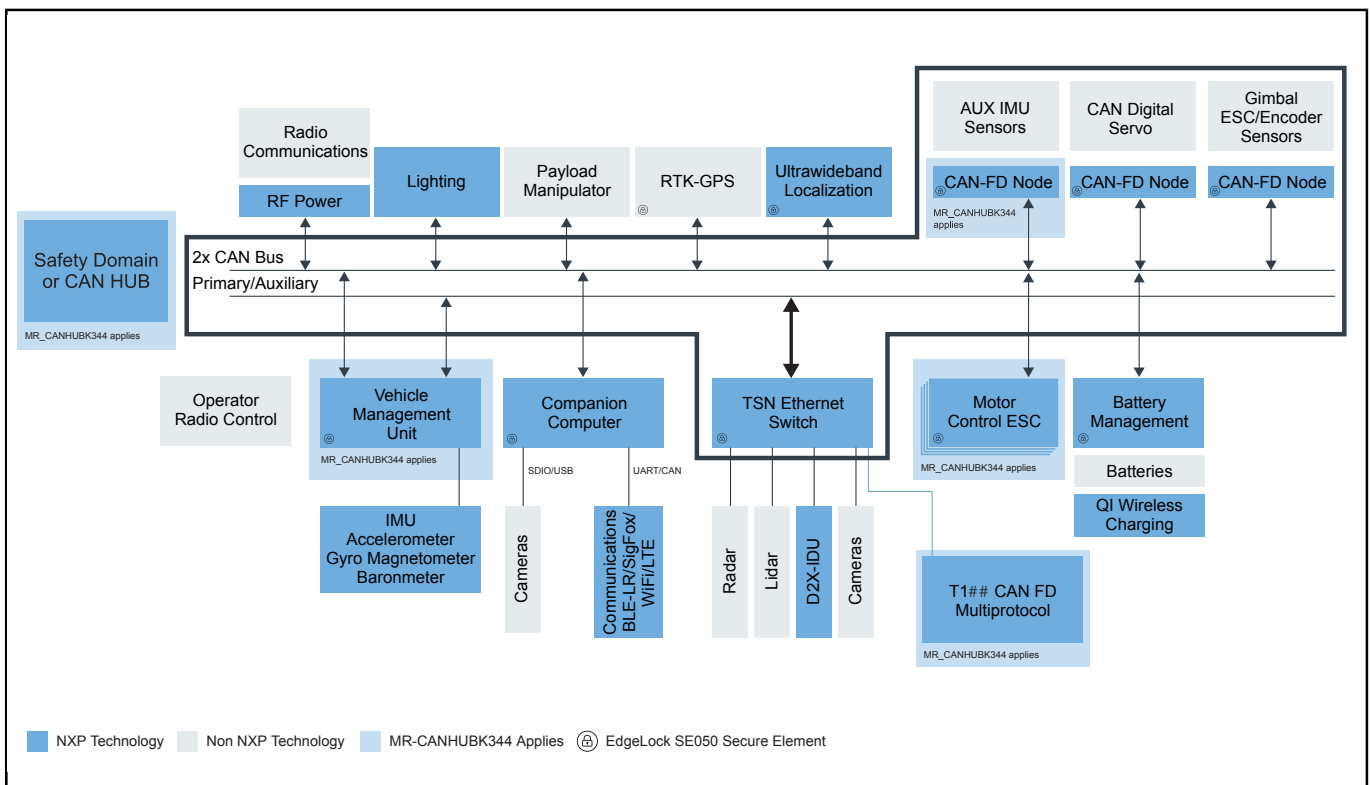 AUX IMU
Sensors
CAN Digital
Servo
Gimbal
ESC/Encoder
Sensors
Radio
Communications
RF Power
Lighting
Payload
Manipulator
RTK-GPS
Ultrawideband
Localization
CAN-FD Node
MR_CANHUBK344
applies
CAN-FD Node
CAN-FD Node
Safety Domain
or CAN HUB
MR_CANHUBK344 applies
2x CAN Bus
Primary/Auxiliary
Operator
Radio Control
Vehicle
Management
Unit
MR_CANHUBK344 applies
Companion
Computer
TSN Ethernet
Switch
Motor
Control ESC
MR_CANHUBK344 applies
Battery
Management
Batteries
QI Wireless
Charging
SDIO/USB
UART/CAN
IMU
Accelerometer
Gyro Magnetometer
Baronmeter
Cameras
Communications
BLE-LR/SigFox/
WiFi/LTE
Radar
Lidar
D2X-IDU
Cameras
T1## CAN FD
Multiprotocol
MR_CANHUBK344 applies
NXP Technology
Non NXP Technology
MR-CANHUBK344 Applies
EdgeLock SE050 Secure Element